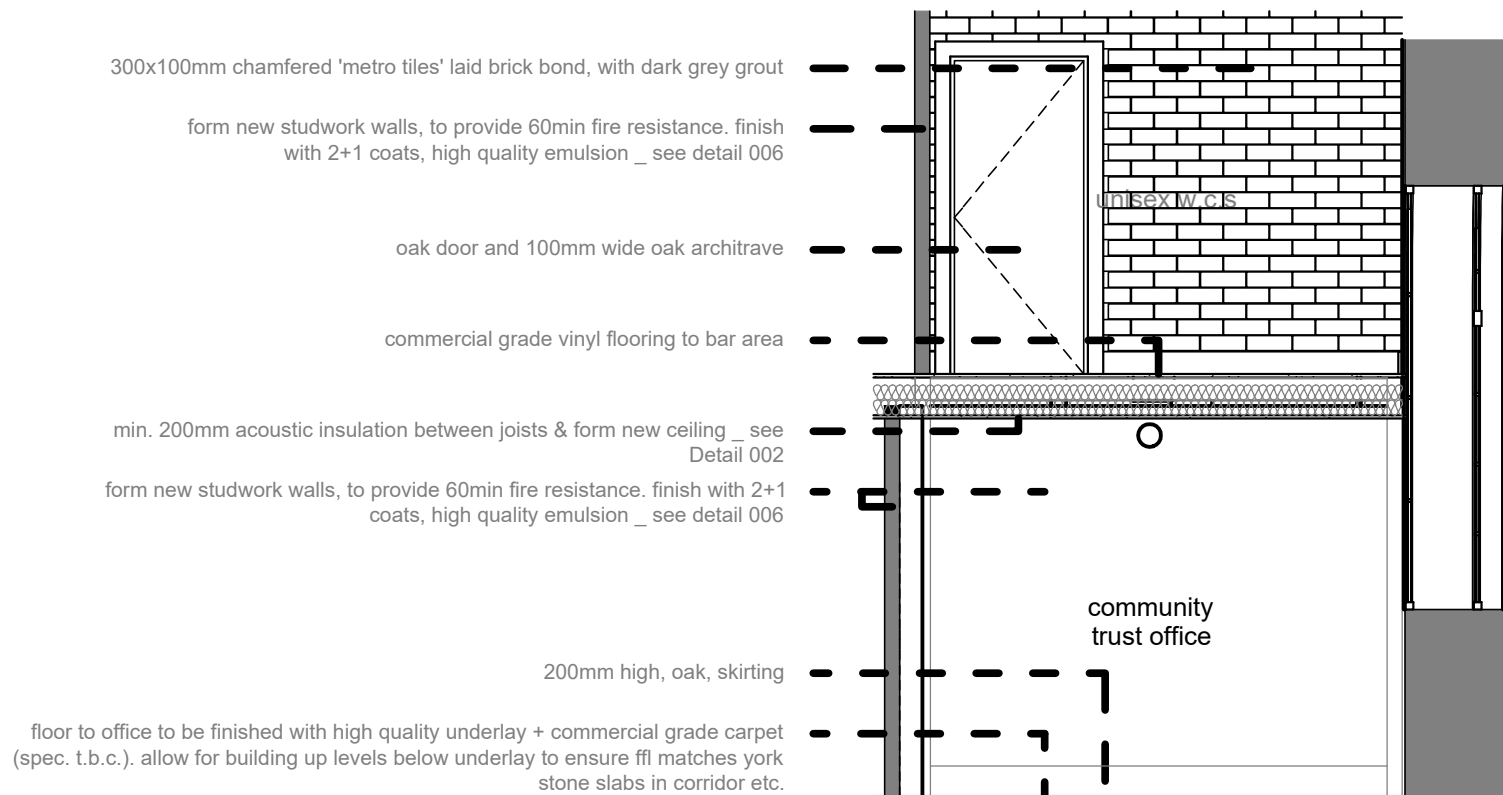 300x100mm chamfered 'metro tiles' laid brick bond, with dark grey grout
form new studwork walls, to provide 60min fire resistance. finish
with 2+1 coats, high quality emulsion _ see detail 006
unisex w.c.s
oak door and 100mm wide oak architrave
commercial grade vinyl flooring to bar area
min. 200mm acoustic insulation between joists & form new ceiling _ see
Detail 002
form new studwork walls, to provide 60min fire resistance. finish with 2+1
coats, high quality emulsion _ see detail 006
community
trust office
200mm high, oak, skirting
floor to office to be finished with high quality underlay + commercial grade carpet
(spec. t.b.c.). allow for building up levels below underlay to ensure ffl matches york
stone slabs in corridor etc.